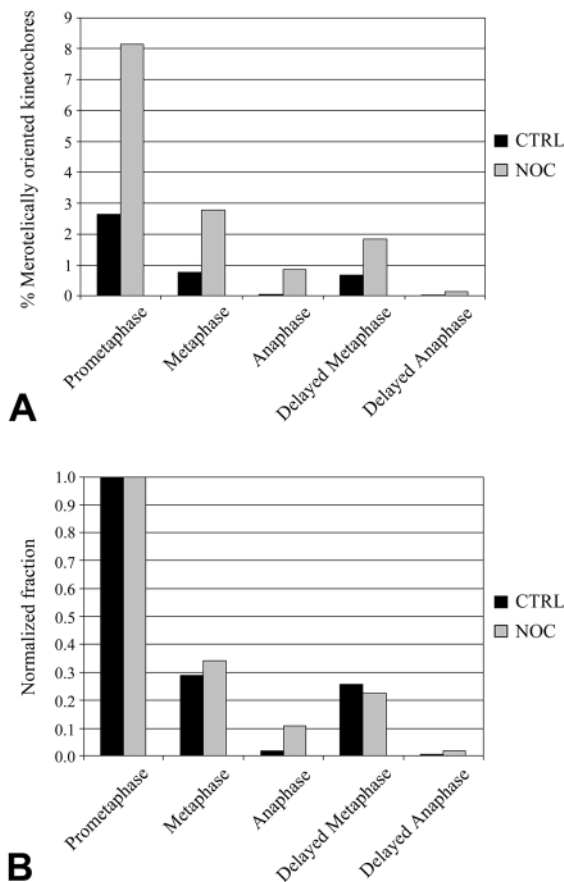 9
8
7
6
5
4
3
2
1
0
% Merotelically oriented kinetochores
CTRL
NOC
Prometaphase
Metaphase
Anaphase
Delayed Metaphase
Delayed Anaphase
A
1.0
0.9
0.8
0.7
0.6
0.5
0.4
0.3
0.2
0.1
0.0
Normalized fraction
CTRL
NOC
Prometaphase
Metaphase
Anaphase
Delayed Metaphase
Delayed Anaphase
B